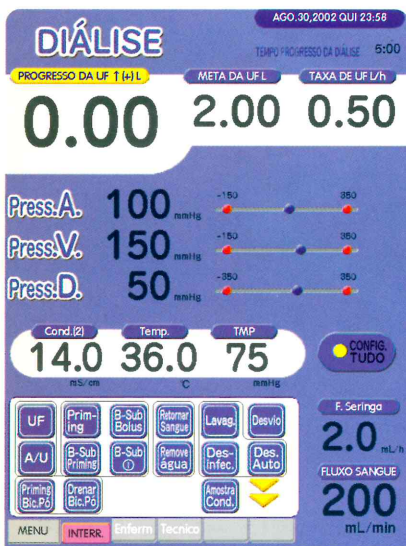 AGO.30,2002 QUI 23:58
DIÁLISE
TEMPO PROGRESSO DA DIALISE 5:00
PROGRESSO DA UF ↑ (+) L
META DA UF L
TAXA DE UF L/h
0.00
2.00
0.50
Press.A. 100 mmHg -150 350
Press.V. 150 mmHg -150 350
Press.D. 50 mmHg -350 350
Cond.(2)
Temp.
TMP
14.0
36.0
75
mS/cm
°C
mmHg
CONFIG.
TUDO
UF
Prim-
ing
B-Sub
Bolus
Retornar
Sangue
Lavag.
Desvio
A/U
B-Sub
Priming
B-Sub
Remove
água
Des-
infec.
Des.
Auto
Priming
Bic.Pó
Drenar
Bic.Pó
Amostra
Cond.
F. Seringa
2.0 mL/h
FLUXO SANGUE
200
mL/min
MENU
INTERR.
Enferm
Tecnico